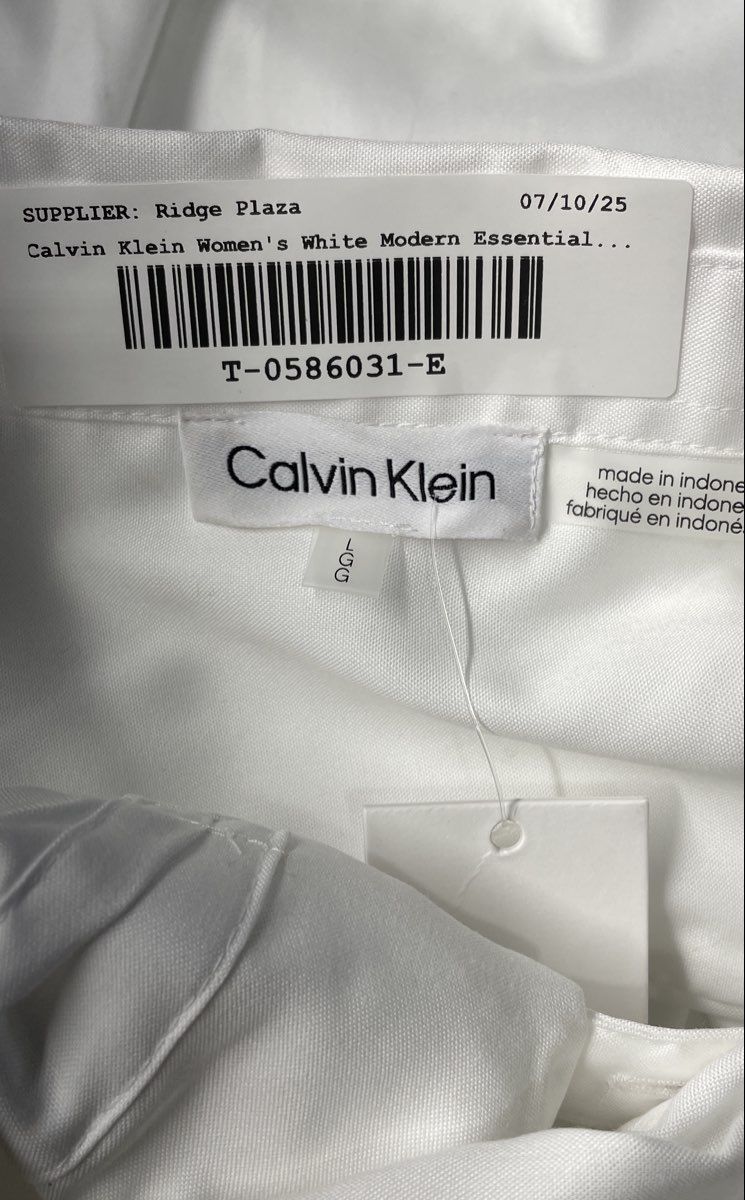 SUPPLIER: Ridge Plaza 07/10/25
Calvin Klein Women's White Modern Essential...
T-0586031-E
Calvin Klein
made in indone
hecho en indone
fabriqué en indoné
L
G
G